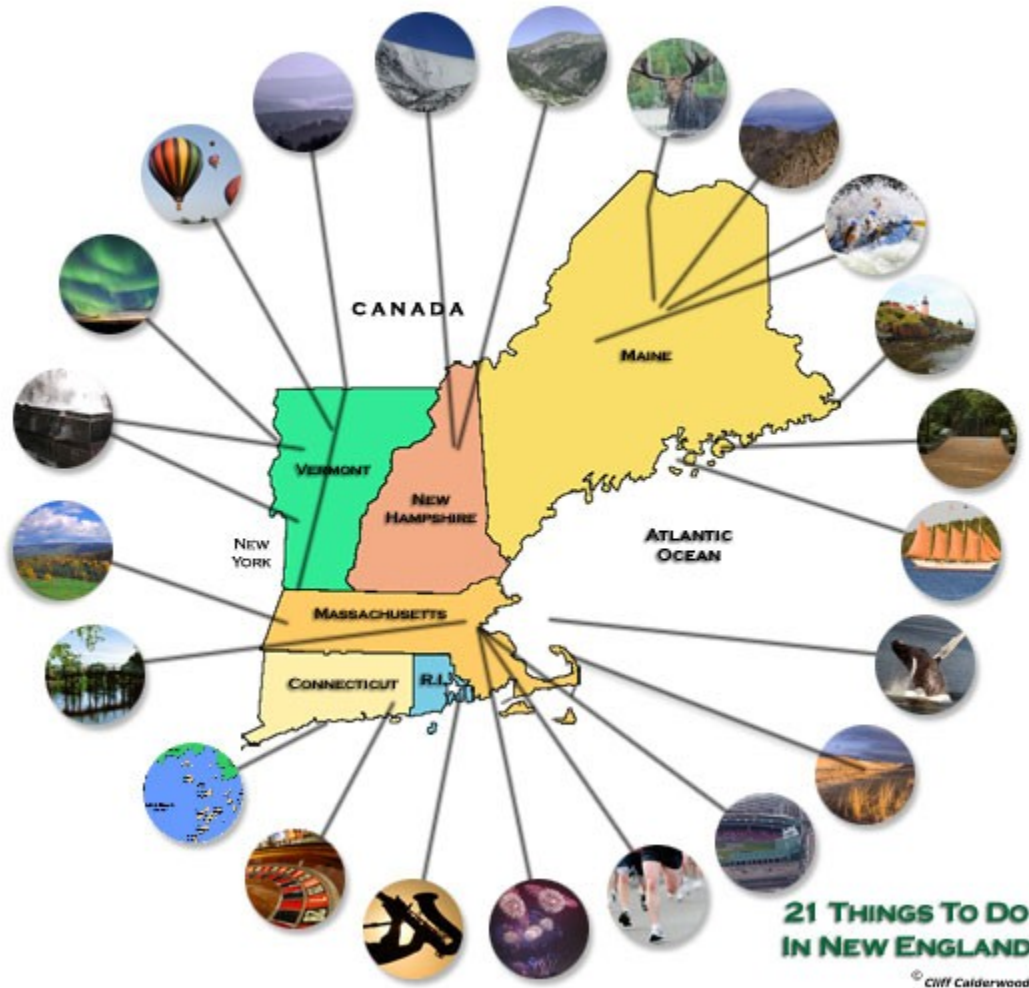 CANADA
MAINE
VERMONT
NEW
HAMPSHIRE
NEW
YORK
ATLANTIC
OCEAN
MASSACHUSETTS
CONNECTICUT
R.I.
21 THINGS TO DO
IN NEW ENGLAND
© Cliff Calderwood